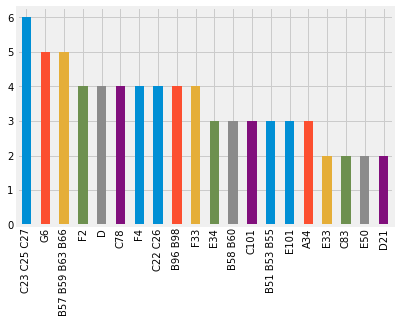 6
5
4
3
2
1
0
C23 C25 C27
G6
B57 B59 B63 B66
F2
D
C78
F4
C22 C26
B96 B98
F33
E34
B58 B60
C101
B51 B53 B55
E101
A34
E33
C83
E50
D21